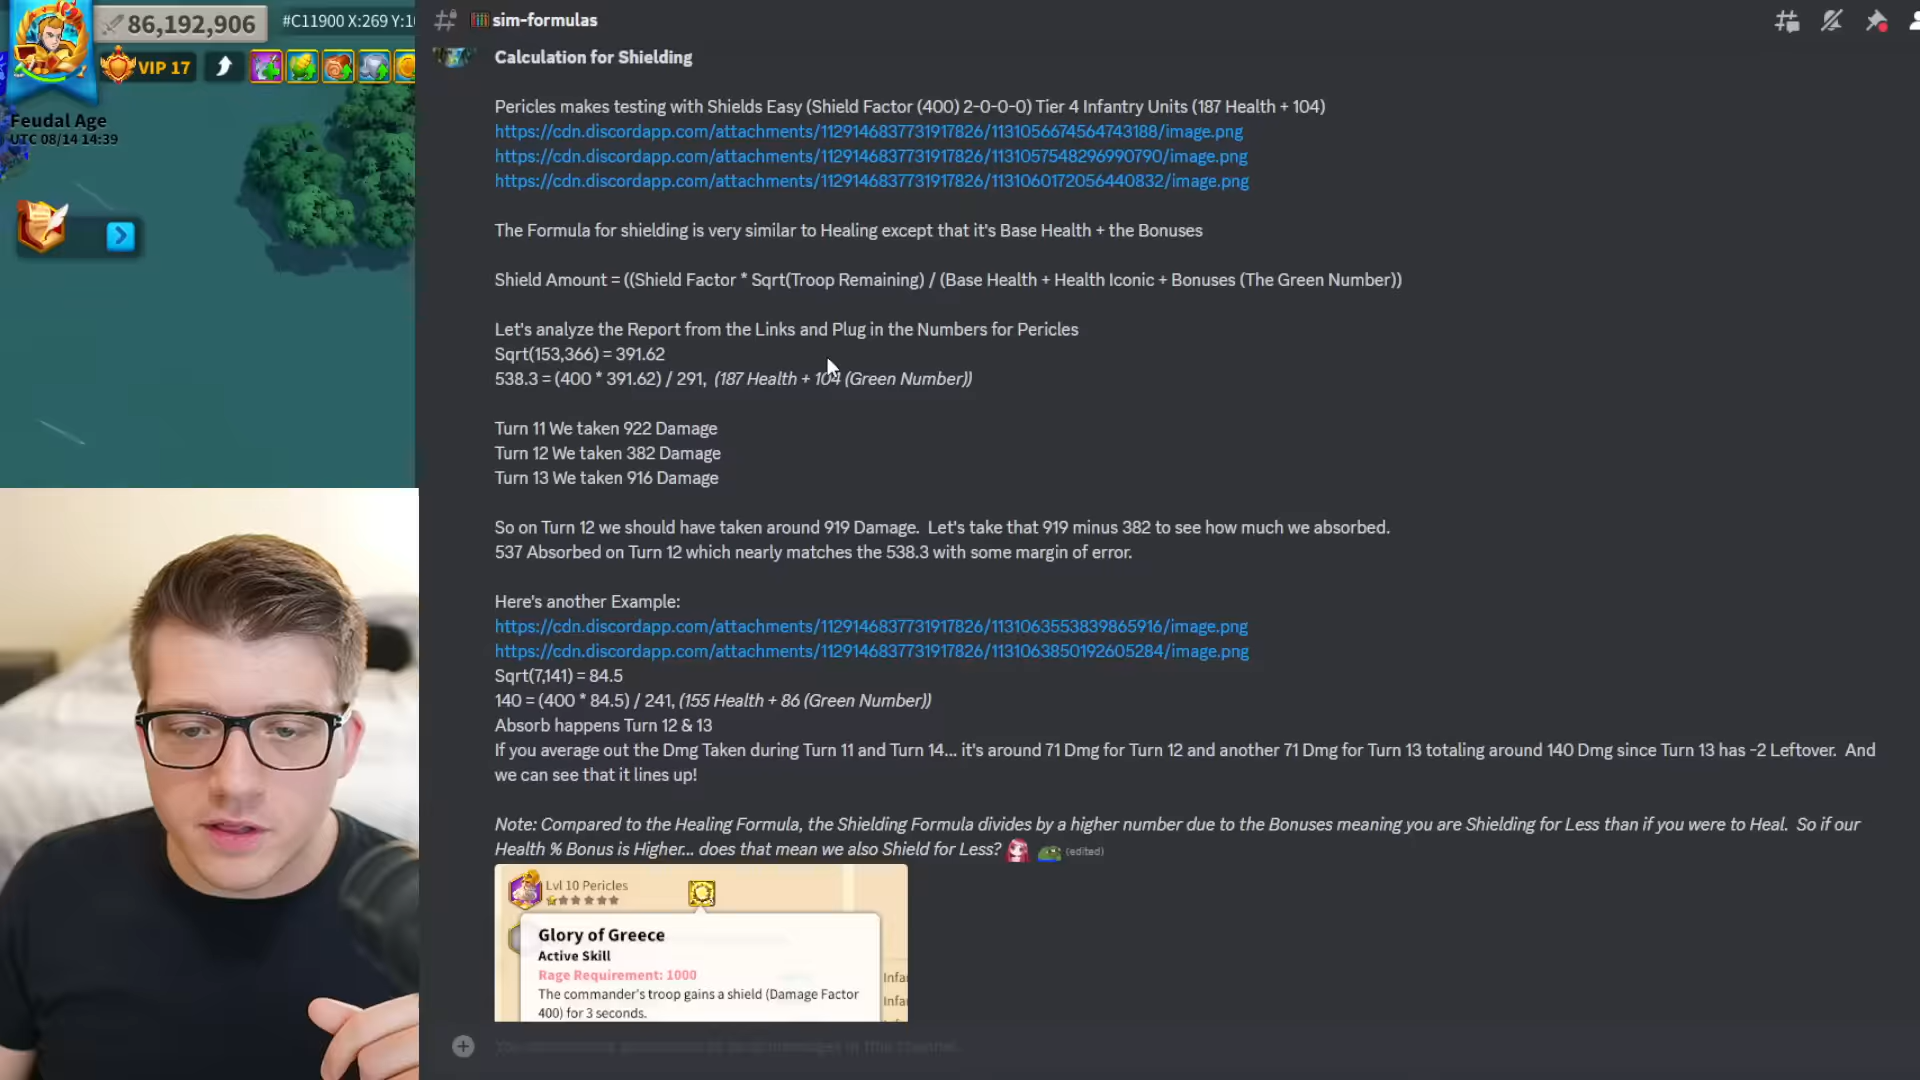 86,192,906
#C11900 X:269 Y:1
VIP 17
Feudal Age
UTC 08/14 14:39
sim-formulas
Calculation for Shielding
Pericles makes testing with Shields Easy (Shield Factor (400) 2-0-0-0) Tier 4 Infantry Units (187 Health + 104)
https://cdn.discordapp.com/attachments/1129146837731917826/1131056674564743188/image.png
https://cdn.discordapp.com/attachments/1129146837731917826/1131057548296990790/image.png
https://cdn.discordapp.com/attachments/1129146837731917826/1131060172056440832/image.png
The Formula for shielding is very similar to Healing except that it's Base Health + the Bonuses
Shield Amount = ((Shield Factor * Sqrt(Troop Remaining) / (Base Health + Health Iconic + Bonuses (The Green Number))
Let's analyze the Report from the Links and Plug in the Numbers for Pericles
Sqrt(153,366) = 391.62
538.3 = (400 * 391.62) / 291, (187 Health + 104 (Green Number))
Turn 11 We taken 922 Damage
Turn 12 We taken 382 Damage
Turn 13 We taken 916 Damage
So on Turn 12 we should have taken around 919 Damage. Let's take that 919 minus 382 to see how much we absorbed.
537 Absorbed on Turn 12 which nearly matches the 538.3 with some margin of error.
Here's another Example:
https://cdn.discordapp.com/attachments/1129146837731917826/1131063553839865916/image.png
https://cdn.discordapp.com/attachments/1129146837731917826/1131063850192605284/image.png
Sqrt(7,141) = 84.5
140 = (400 * 84.5) / 241, (155 Health + 86 (Green Number))
Absorb happens Turn 12 & 13
If you average out the Dmg Taken during Turn 11 and Turn 14... it's around 71 Dmg for Turn 12 and another 71 Dmg for Turn 13 totaling around 140 Dmg since Turn 13 has -2 Leftover. And
we can see that it lines up!
Note: Compared to the Healing Formula, the Shielding Formula divides by a higher number due to the Bonuses meaning you are Shielding for Less than if you were to Heal. So if our
Health % Bonus is Higher... does that mean we also Shield for Less? (edited)
Lvl 10 Pericles
Glory of Greece
Active Skill
Rage Requirement: 1000
The commander's troop gains a shield (Damage Factor
400) for 3 seconds.
Infa
Infa